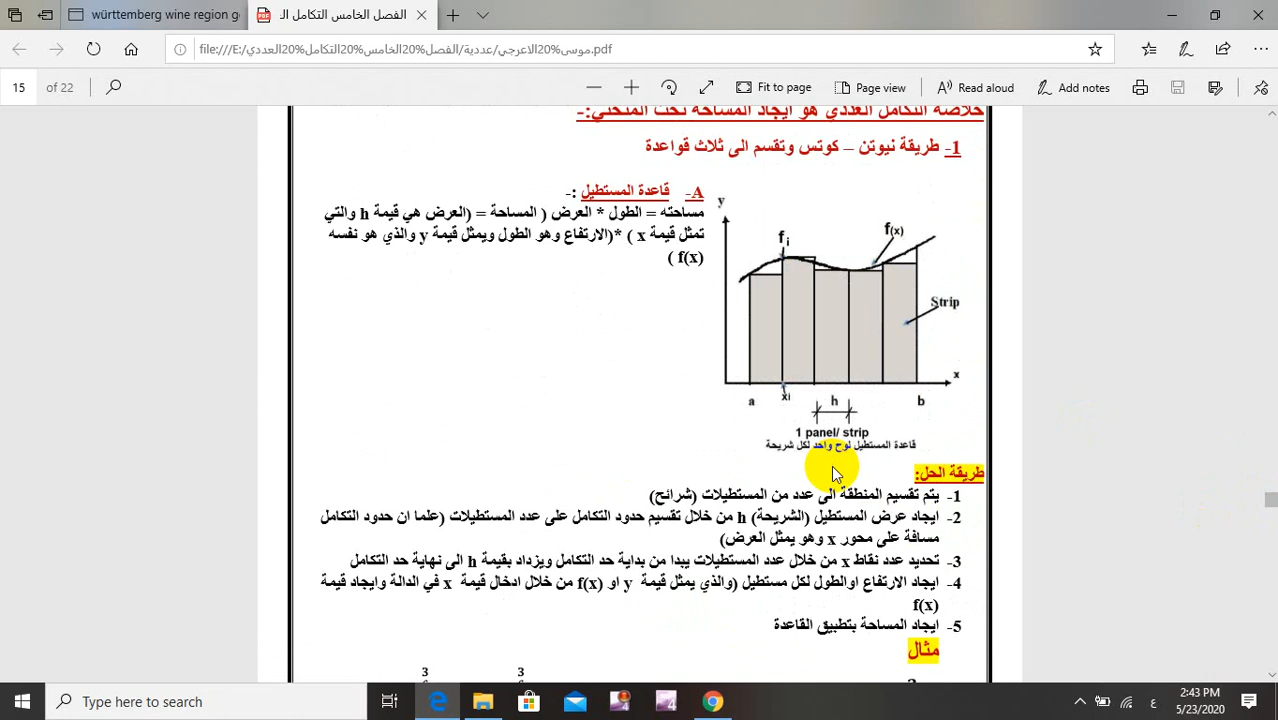 württemberg wine region ge
الفصل الخامس التكامل ال
file:///E:/موسى%20الاعرجي/عددية/الفصل%20الخامس%20التكامل%20العددي.pdf
15 of 22
Fit to page
Page view
Read aloud
Add notes
خلاصة التكامل العددي هو ايجاد المساحة تحت المنحني:-
1- طريقة نيوتن – كوتس وتقسم الى ثلاث قواعدة
A- قاعدة المستطيل :-
مساحته = الطول * العرض ( المساحة = (العرض هي قيمة h والتي
تمثل قيمة x ) *(الارتفاع وهو الطول ويمثل قيمة y والذي هو نفسه
f(x) )
y
f i
f(x)
Strip
x
a
xi
h
b
1 panel/ strip
قاعدة المستطيل لوح واحد لكل شريحة
طريقة الحل:
1- يتم تقسيم المنطقة الى عدد من المستطيلات (شرائح)
2- ايجاد عرض المستطيل (الشريحة) h من خلال تقسيم حدود التكامل على عدد المستطيلات (علما ان حدود التكامل
مسافة على محور x وهو يمثل العرض)
3- تحديد عدد نقاط x من خلال عدد المستطيلات يبدا من بداية حد التكامل ويزداد بقيمة h الى نهاية حد التكامل
4- ايجاد الارتفاع اوالطول لكل مستطيل (والذي يمثل قيمة y او f(x) من خلال ادخال قيمة x في الدالة وايجاد قيمة
f(x)
5- ايجاد المساحة بتطبيق القاعدة
مثال
3 3
Type here to search
ع
2:43 PM
5/23/2020